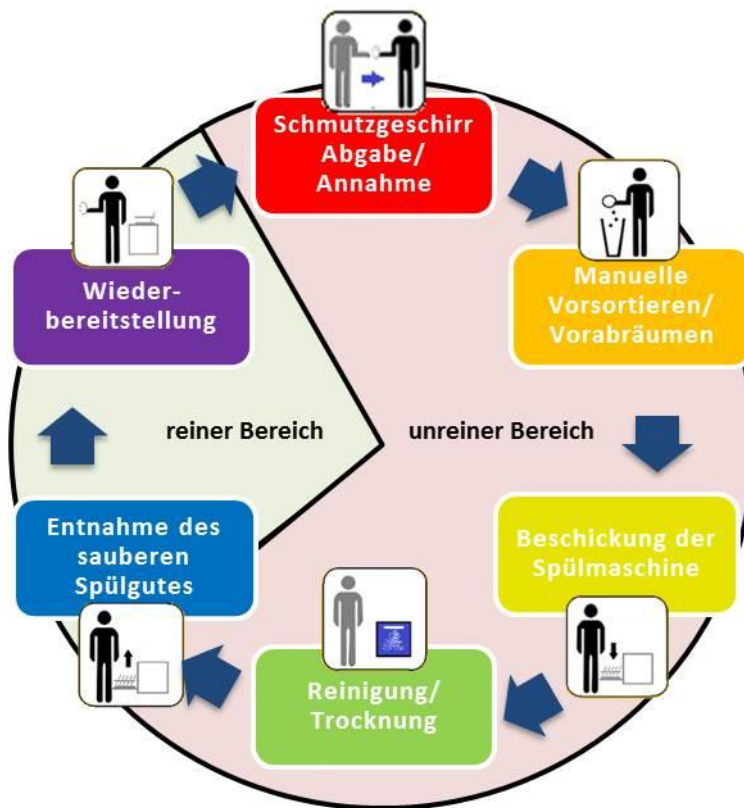 Schmutzgeschirr
Abgabe/
Annahme
Manuelle
Vorsortieren/
Vorabräumen
Beschickung der
Spülmaschine
Reinigung/
Trocknung
Entnahme des
sauberen
Spülgutes
Wieder-
bereitstellung
reiner Bereich
unreiner Bereich